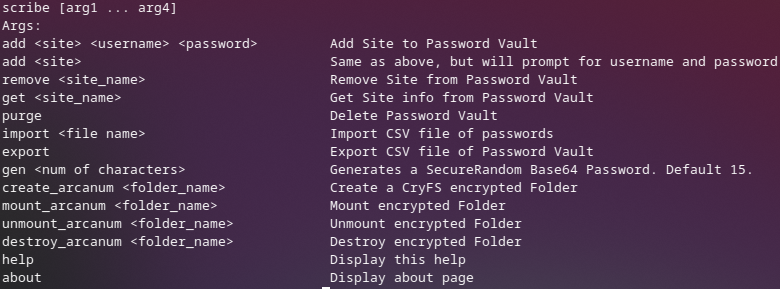 scribe [arg1 ... arg4]
Args:
add <site> <username> <password> Add Site to Password Vault
add <site> Same as above, but will prompt for username and password
remove <site_name> Remove Site from Password Vault
get <site_name> Get Site info from Password Vault
purge Delete Password Vault
import <file name> Import CSV file of passwords
export Export CSV file of Password Vault
gen <num of characters> Generates a SecureRandom Base64 Password. Default 15.
create_arcanum <folder_name> Create a CryFS encrypted Folder
mount_arcanum <folder_name> Mount encrypted Folder
unmount_arcanum <folder_name> Unmount encrypted Folder
destroy_arcanum <folder_name> Destroy encrypted Folder
help Display this help
about Display about page